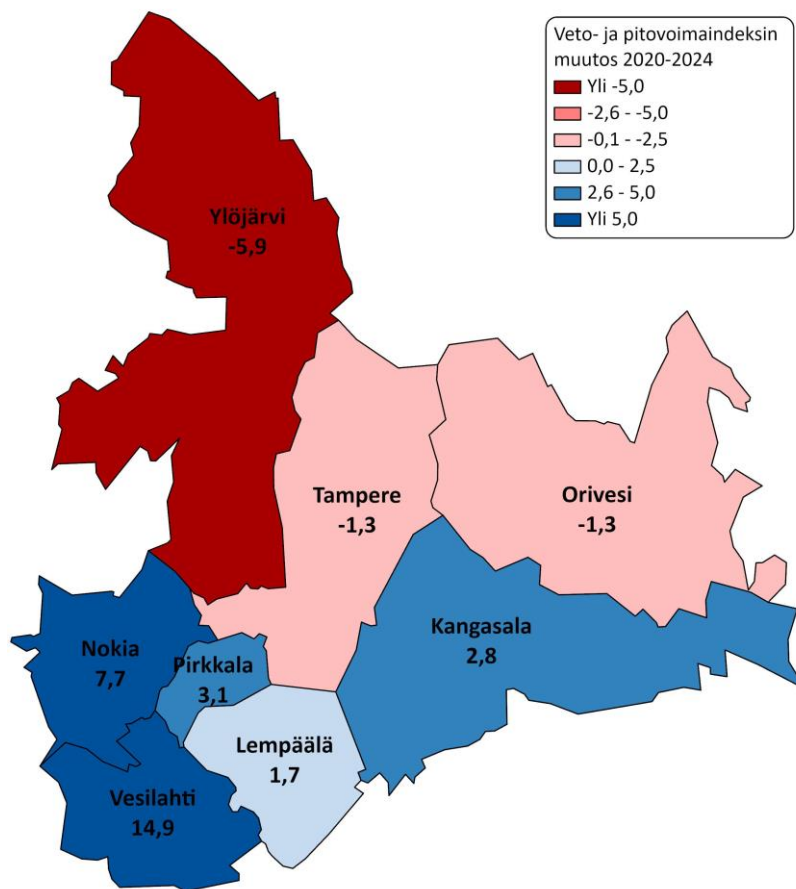 Veto- ja pitovoimaindeksin
muutos 2020-2024
Yli -5,0
-2,6 - -5,0
-0,1 - -2,5
0,0 - 2,5
2,6 - 5,0
Yli 5,0
Ylöjärvi
-5,9
Tampere
-1,3
Orivesi
-1,3
Kangasala
2,8
Nokia
7,7
Pirkkala
3,1
Lempäälä
1,7
Vesilahti
14,9